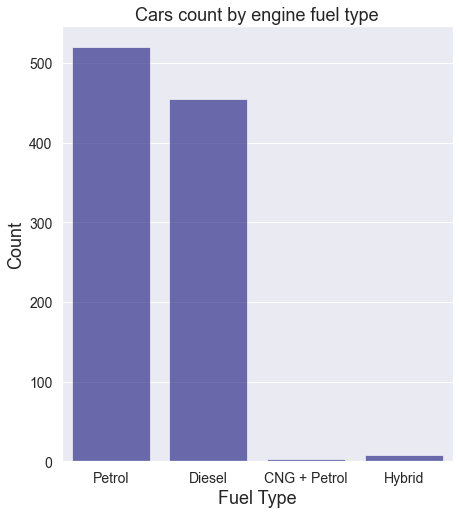 Cars count by engine fuel type
500
400
300
200
100
0
Count
Petrol Diesel CNG + Petrol Hybrid
Fuel Type